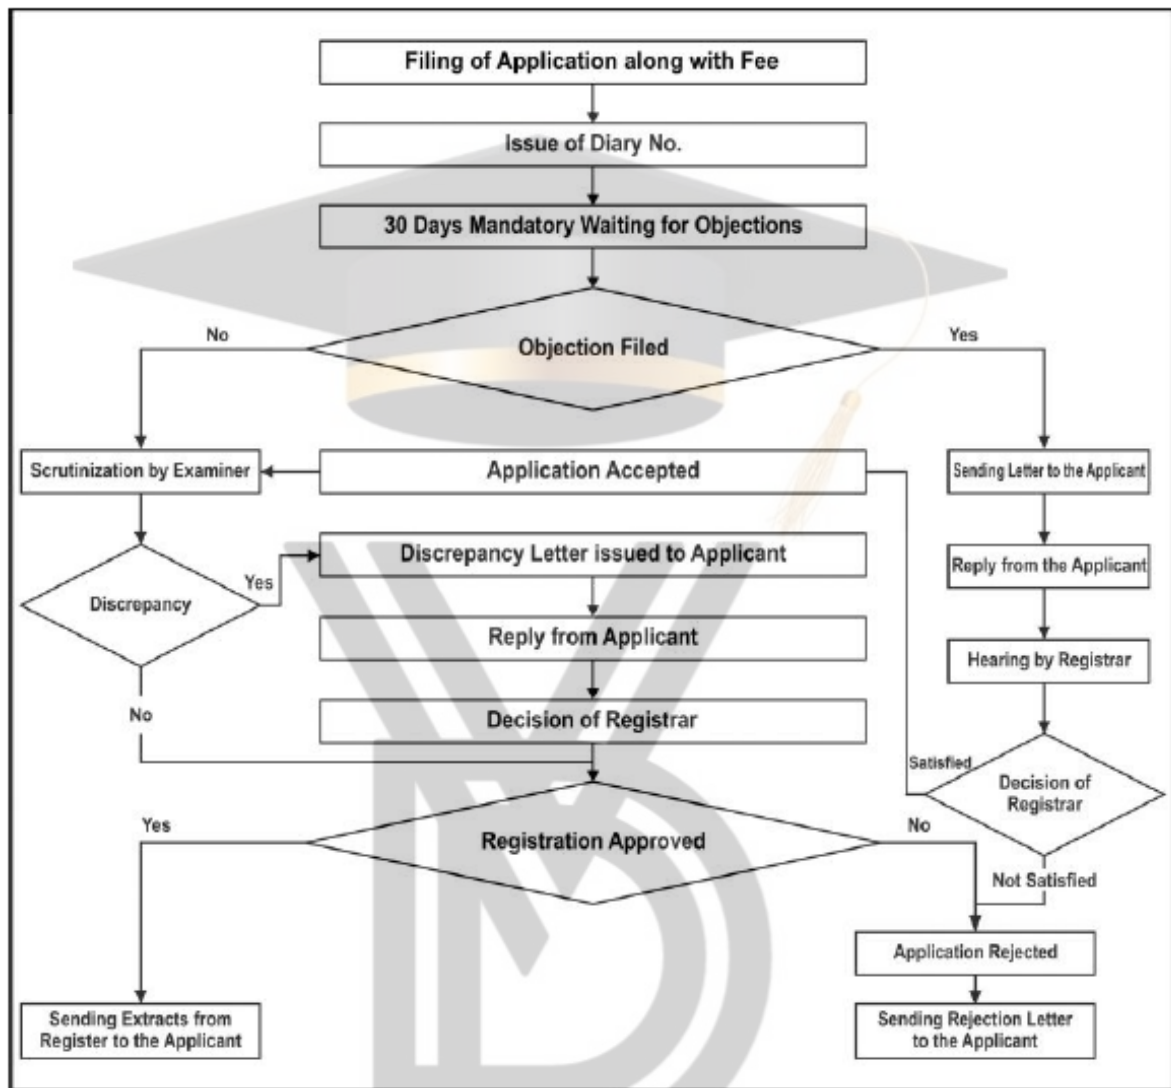 Filing of Application along with Fee
Issue of Diary No.
30 Days Mandatory Waiting for Objections
No
Objection Filed
Yes
Scrutinization by Examiner
Application Accepted
Sending Letter to the Applicant
Discrepancy Letter issued to Applicant
Yes
Reply from the Applicant
Discrepancy
Reply from Applicant
Hearing by Registrar
No
Decision of Registrar
Satisfied
Decision of
Registrar
Yes
Registration Approved
No
Not Satisfied
Application Rejected
Sending Extracts from
Register to the Applicant
Sending Rejection Letter
to the Applicant